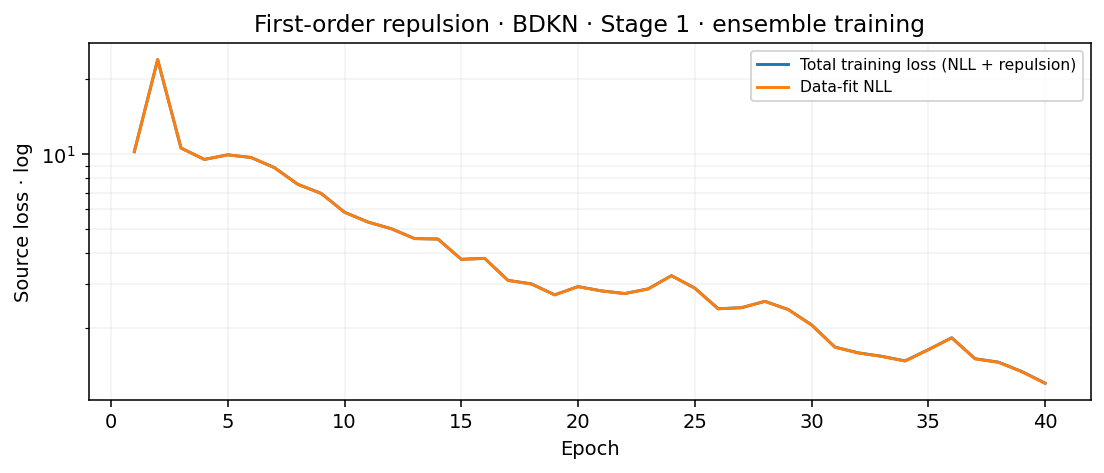 First-order repulsion · BDKN · Stage 1 · ensemble training
Total training loss (NLL + repulsion)
Data-fit NLL
Source loss · log
10¹
0 5 10 15 20 25 30 35 40
Epoch